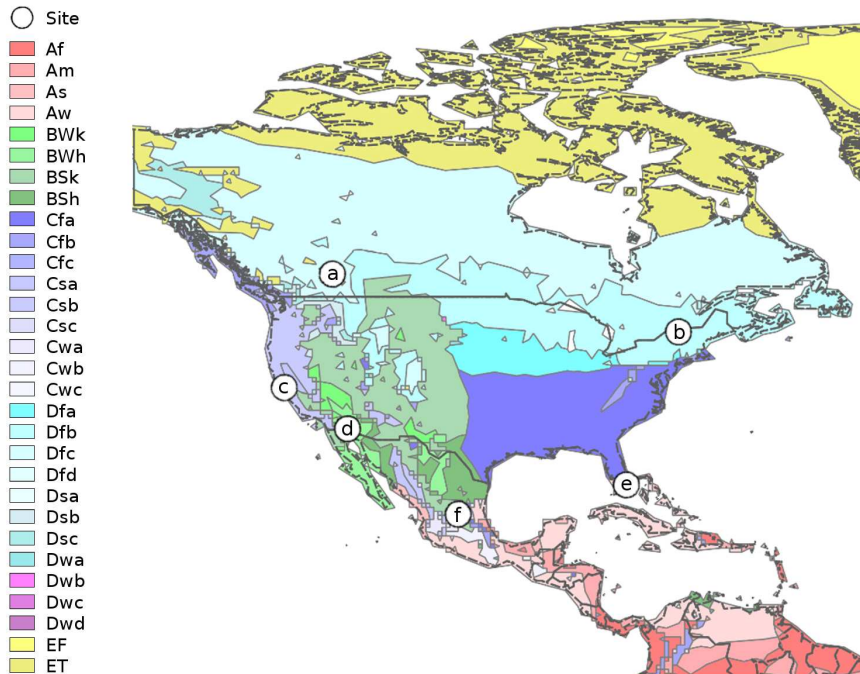 Site
Af
Am
As
Aw
BWk
BWh
BSk
BSh
Cfa
Cfb
Cfc
Csa
Csb
Csc
Cwa
Cwb
Cwc
Dfa
Dfb
Dfc
Dfd
Dsa
Dsb
Dsc
Dwa
Dwb
Dwc
Dwd
EF
ET
a
b
c
d
e
f